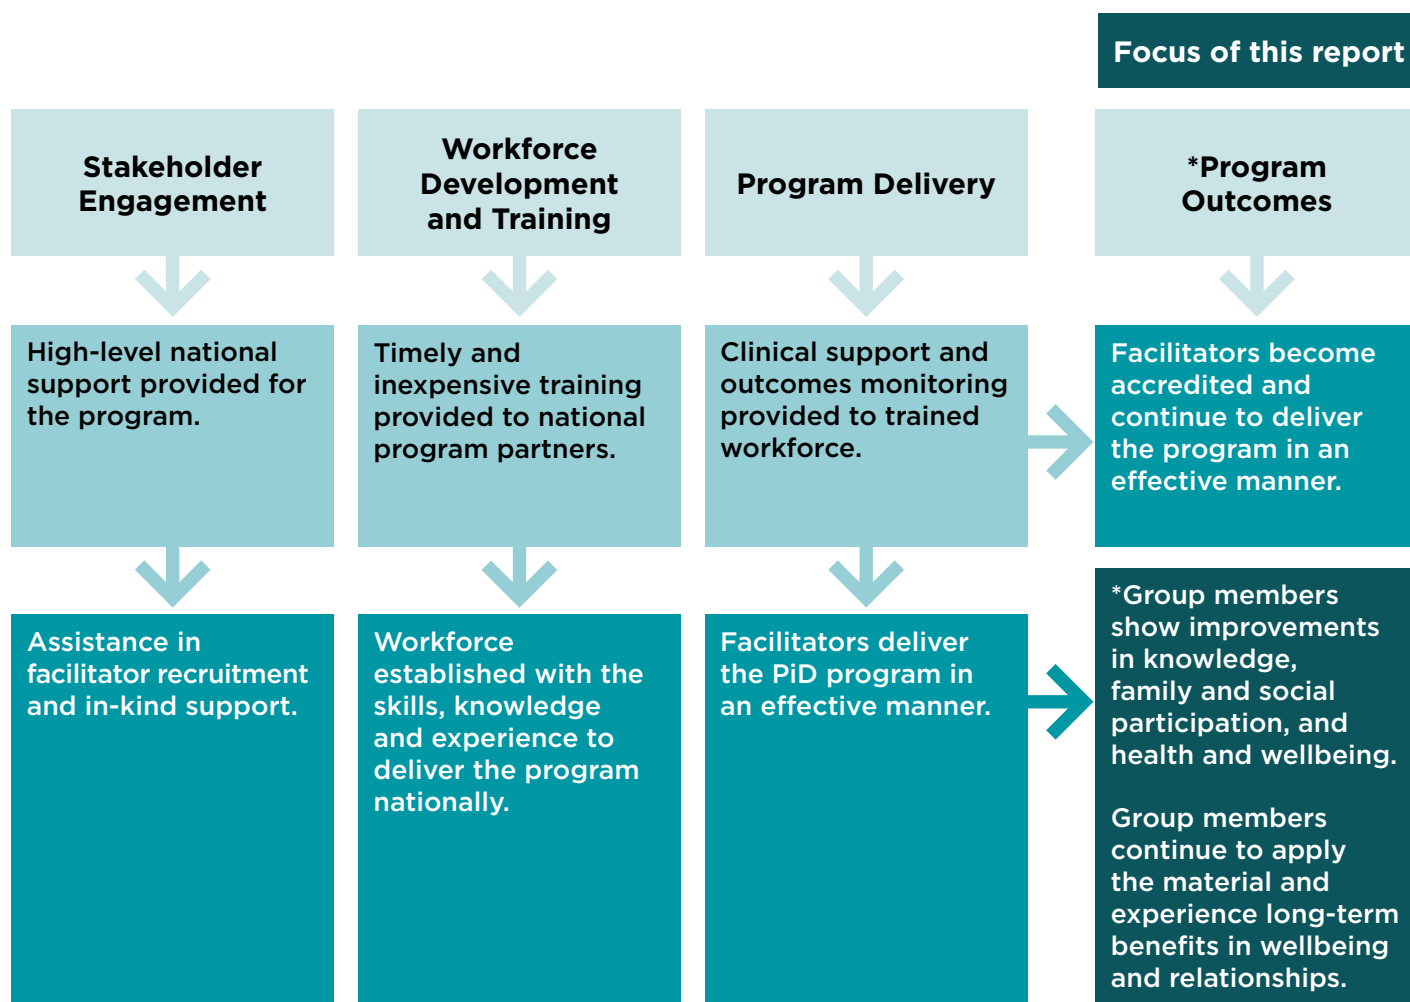 Focus of this report
Stakeholder
Engagement
Workforce
Development
and Training
Program Delivery
*Program
Outcomes
High-level national
support provided for
the program.
Timely and
inexpensive training
provided to national
program partners.
Clinical support and
outcomes monitoring
provided to trained
workforce.
Facilitators become
accredited and
continue to deliver
the program in an
effective manner.
Assistance in
facilitator recruitment
and in-kind support.
Workforce
established with the
skills, knowledge
and experience to
deliver the program
nationally.
Facilitators deliver
the PiD program in
an effective manner.
*Group members
show improvements
in knowledge,
family and social
participation, and
health and wellbeing.
Group members
continue to apply
the material and
experience long-term
benefits in wellbeing
and relationships.